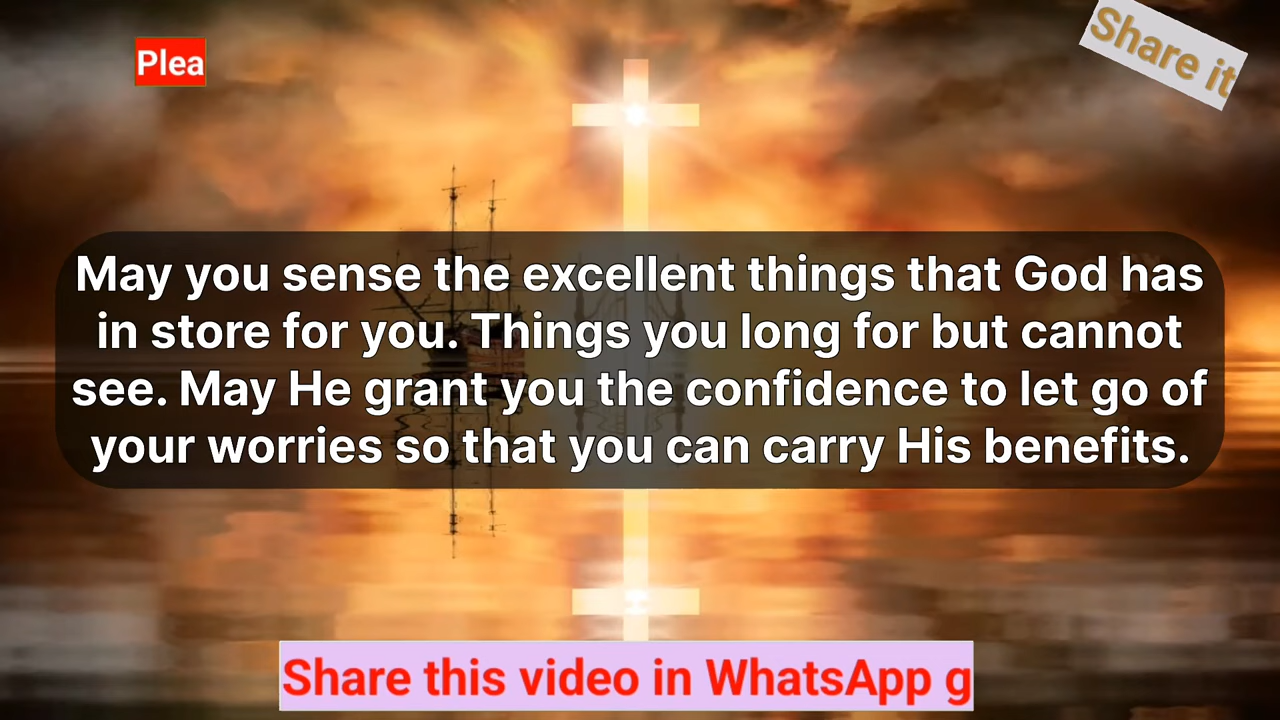 Plea
Share it
May you sense the excellent things that God has
in store for you. Things you long for but cannot
see. May He grant you the confidence to let go of
your worries so that you can carry His benefits.
Share this video in WhatsApp g